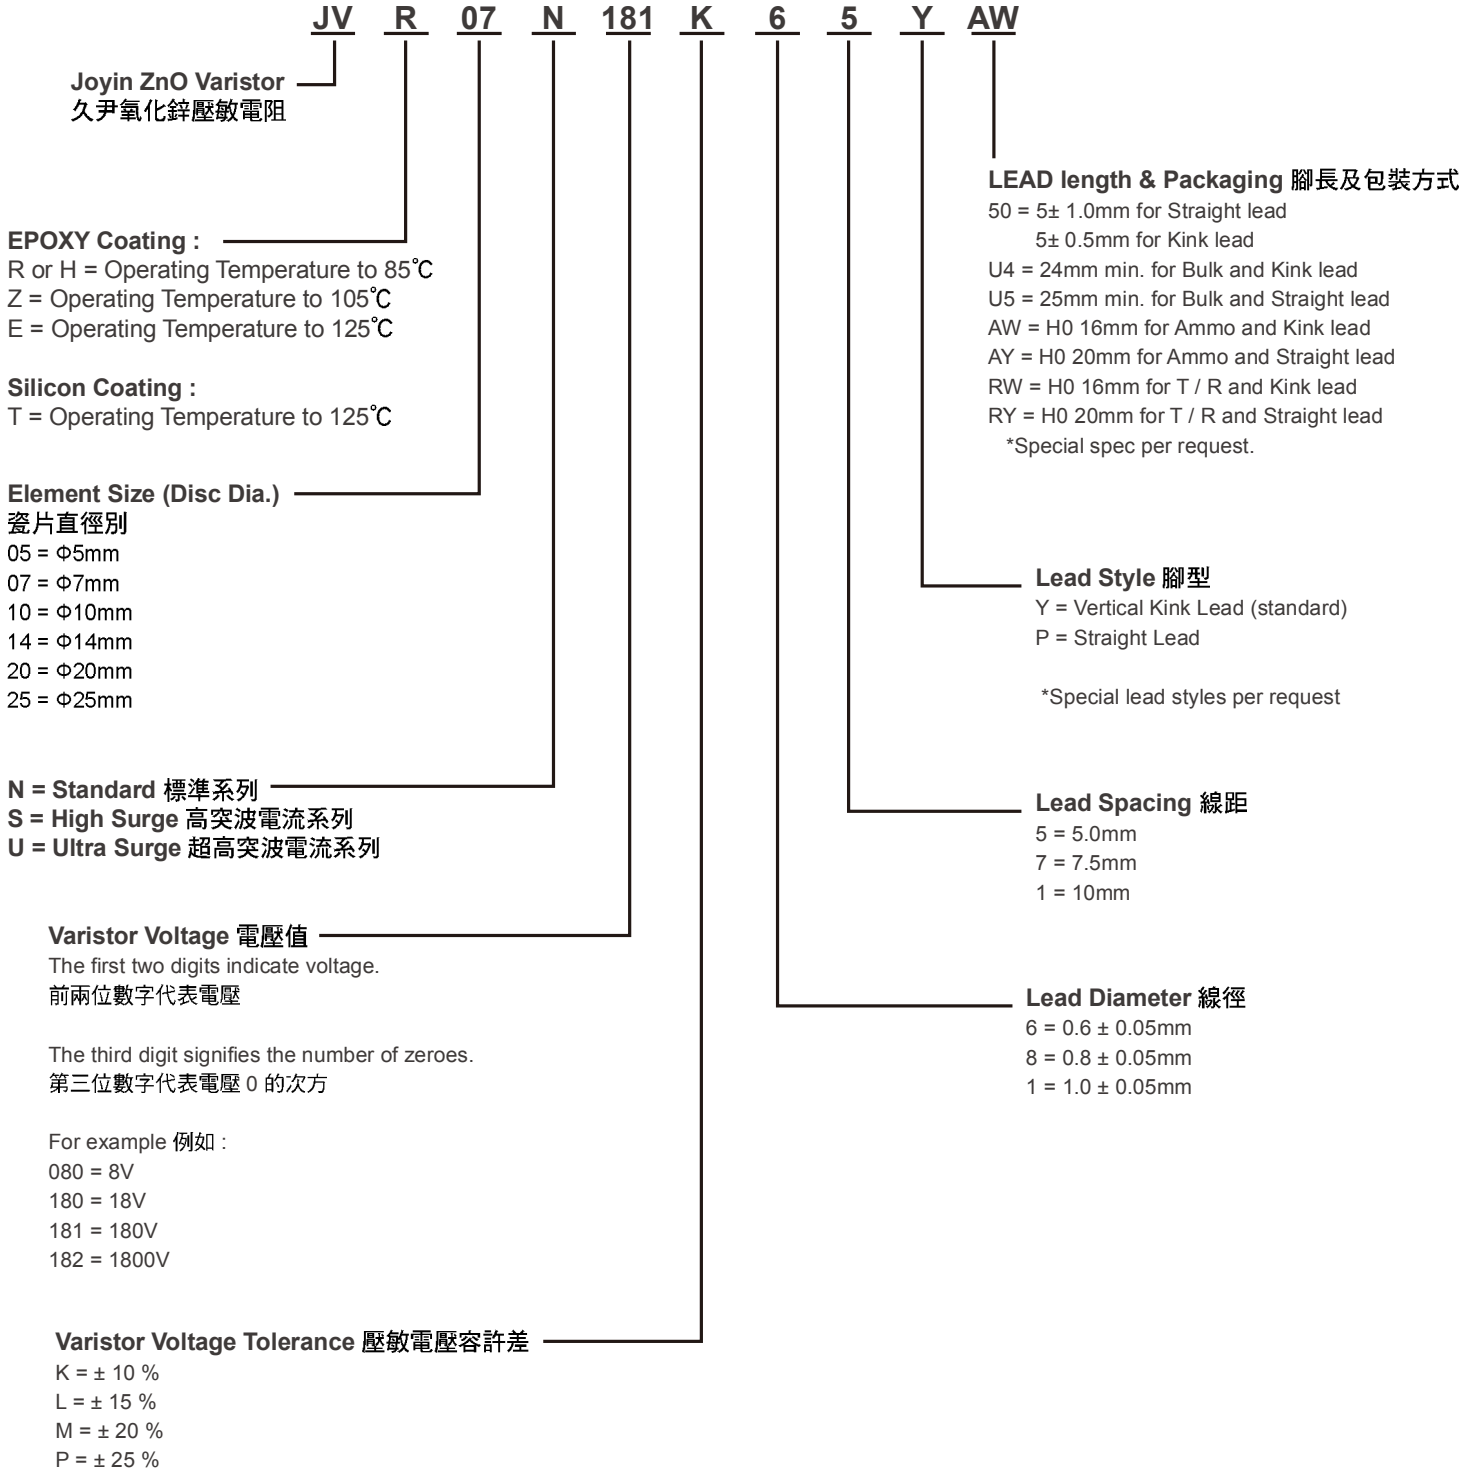 JV R 07 N 181 K 6 5 Y AW
Joyin ZnO Varistor
久尹氧化鋅壓敏電阻
EPOXY Coating :
R or H = Operating Temperature to 85℃
Z = Operating Temperature to 105℃
E = Operating Temperature to 125℃
Silicon Coating :
T = Operating Temperature to 125℃
Element Size (Disc Dia.)
瓷片直徑別
05 = Φ5mm
07 = Φ7mm
10 = Φ10mm
14 = Φ14mm
20 = Φ20mm
25 = Φ25mm
N = Standard 標準系列
S = High Surge 高突波電流系列
U = Ultra Surge 超高突波電流系列
Varistor Voltage 電壓值
The first two digits indicate voltage.
前兩位數字代表電壓
The third digit signifies the number of zeroes.
第三位數字代表電壓 0 的次方
For example 例如 :
080 = 8V
180 = 18V
181 = 180V
182 = 1800V
Varistor Voltage Tolerance 壓敏電壓容許差
K = ± 10 %
L = ± 15 %
M = ± 20 %
P = ± 25 %
LEAD length & Packaging 腳長及包裝方式
50 = 5± 1.0mm for Straight lead
5± 0.5mm for Kink lead
U4 = 24mm min. for Bulk and Kink lead
U5 = 25mm min. for Bulk and Straight lead
AW = H0 16mm for Ammo and Kink lead
AY = H0 20mm for Ammo and Straight lead
RW = H0 16mm for T / R and Kink lead
RY = H0 20mm for T / R and Straight lead
*Special spec per request.
Lead Style 腳型
Y = Vertical Kink Lead (standard)
P = Straight Lead
*Special lead styles per request
Lead Spacing 線距
5 = 5.0mm
7 = 7.5mm
1 = 10mm
Lead Diameter 線徑
6 = 0.6 ± 0.05mm
8 = 0.8 ± 0.05mm
1 = 1.0 ± 0.05mm